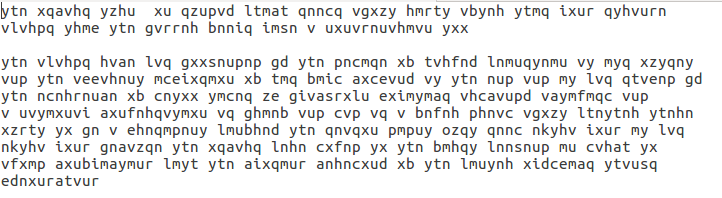 ytn xqavhq yzhu  xu qzupvd ltmat qnncq vgxzy hmrty vbynh ytmq ixur qyhvurn
vlvhpq yhme ytn gvrrnh bnniq imsn v uxuvrnuvhmvu yxx

ytn vlvhpq hvan lvq gxxsnupnp gd ytn pncmqn xb tvhfnd lnmuqynmu vy myq xzyqny
vup ytn veevhnuy mceixqmxu xb tmq bmic axcevud vy ytn nup vup my lvq qtvenp gd
ytn ncnhrnuan xb cnyxx ymcnq ze givasrxlu eximymaq vhcavupd vaymfmqc vup
v uvymxuvi axufnhqvymxu vq ghmnb vup cvp vq v bnfnh phnvc vgxzy ltnytnh ytnhn
xzrty yx gn v ehnqmpnuy lmubhnd ytn qnvqxu pmpuy ozqy qnnc nkyhv ixur my lvq
nkyhv ixur gnavzqn ytn xqavhq lnhn cxfnp yx ytn bmhqy lnnsnup mu cvhat yx
vfxmp axubimaymur lmyt ytn aixqmur anhncxud xb ytn lmuynh xidcemaq ytvusq
ednxuratvur